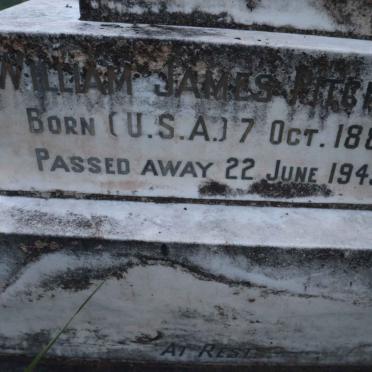 William James
Born (U.S.A.) 7 Oct. 188
Passed away 22 June 194
At Rest